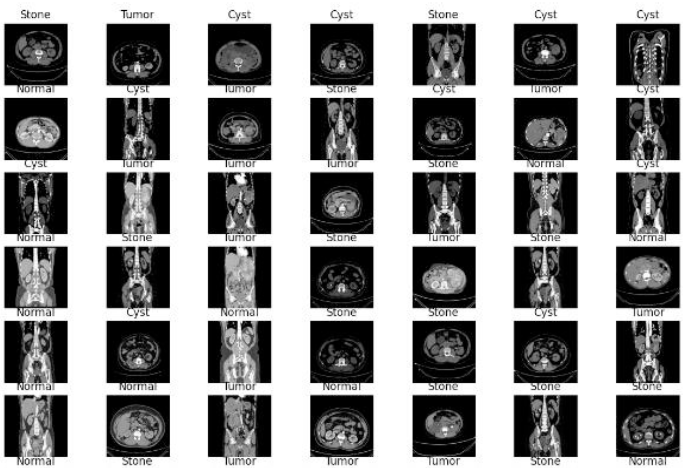 Stone Tumor Cyst Cyst Stone Cyst Cyst
Normal Cyst Tumor Stone Cyst Tumor Cyst
Cyst Tumor Tumor Tumor Stone Normal Cyst
Normal Stone Tumor Stone Tumor Stone Normal
Normal Cyst Normal Stone Stone Cyst Tumor
Normal Normal Tumor Normal Stone Stone Stone
Normal Stone Tumor Tumor Tumor Stone Normal